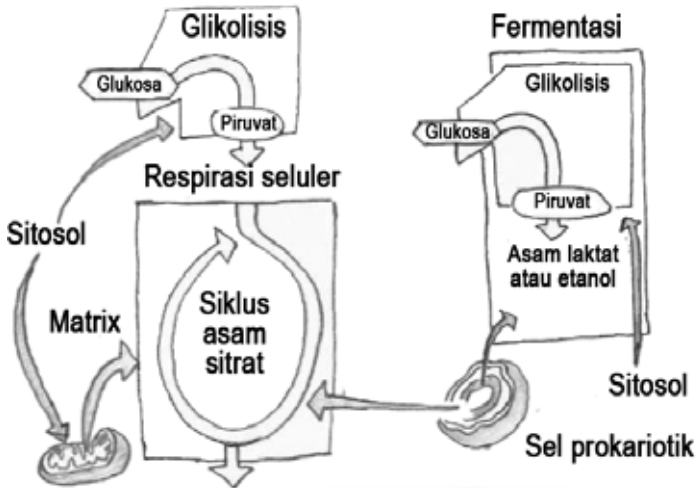 Glikolisis
Glukosa
Piruvat
Respirasi seluler
Sitosol
Matrix
Siklus
asam
sitrat
Fermentasi
Glikolisis
Glukosa
Piruvat
Asam laktat
atau etanol
Sitosol
Sel prokariotik